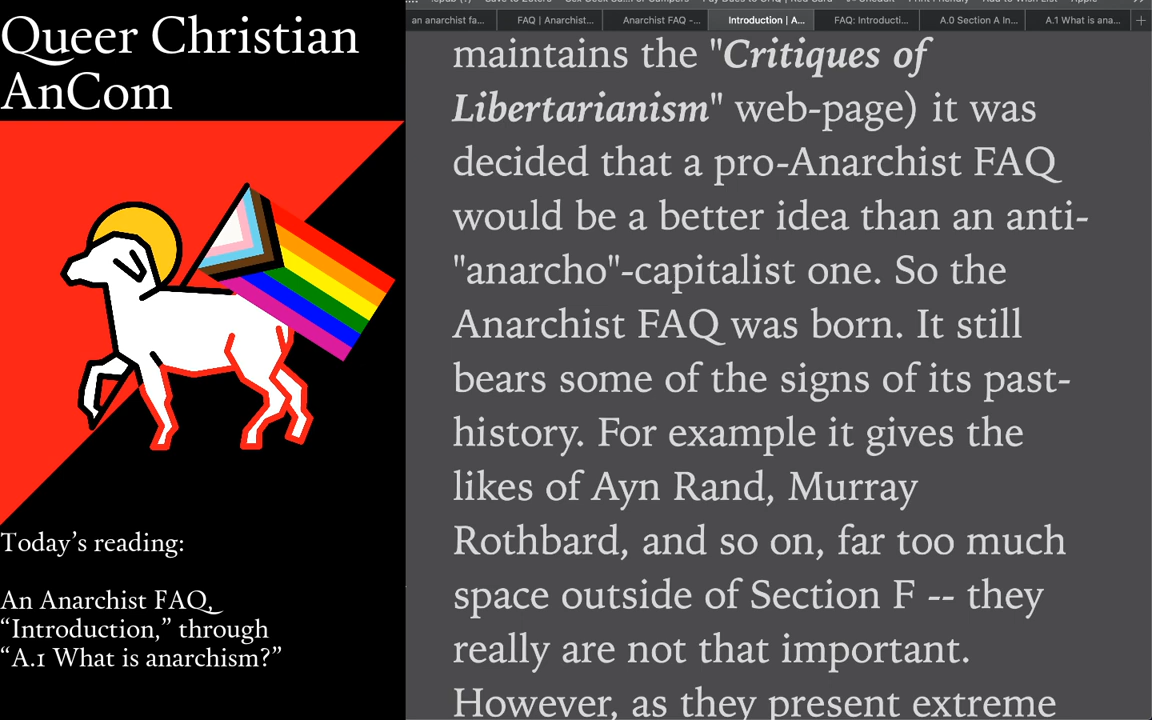 Queer Christian
AnCom
Today's reading:
An Anarchist FAQ,
“Introduction,” through
“A.1 What is anarchism?”
an anarchist fa...
FAQ | Anarchist...
Anarchist FAQ -...
Introduction | A...
FAQ: Introducti...
A.0 Section A In...
A.1 What is ana...
maintains the "Critiques of
Libertarianism" web-page) it was
decided that a pro-Anarchist FAQ
would be a better idea than an anti-
"anarcho"-capitalist one. So the
Anarchist FAQ was born. It still
bears some of the signs of its past-
history. For example it gives the
likes of Ayn Rand, Murray
Rothbard, and so on, far too much
space outside of Section F -- they
really are not that important.
However, as they present extreme